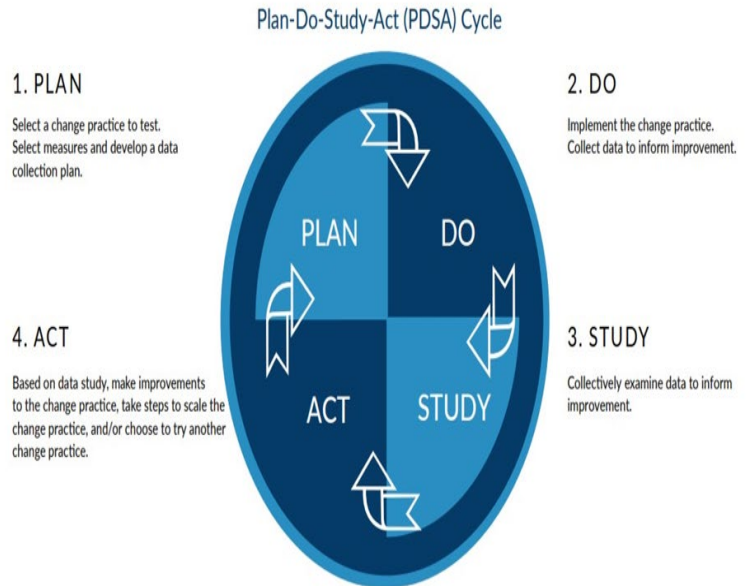 Plan-Do-Study-Act (PDSA) Cycle
1. PLAN
Select a change practice to test.
Select measures and develop a data
collection plan.
2. DO
Implement the change practice.
Collect data to inform improvement.
PLAN
DO
4. ACT
Based on data study, make improvements
to the change practice, take steps to scale the
change practice, and/or choose to try another
change practice.
3. STUDY
Collectively examine data to inform
improvement.
ACT
STUDY